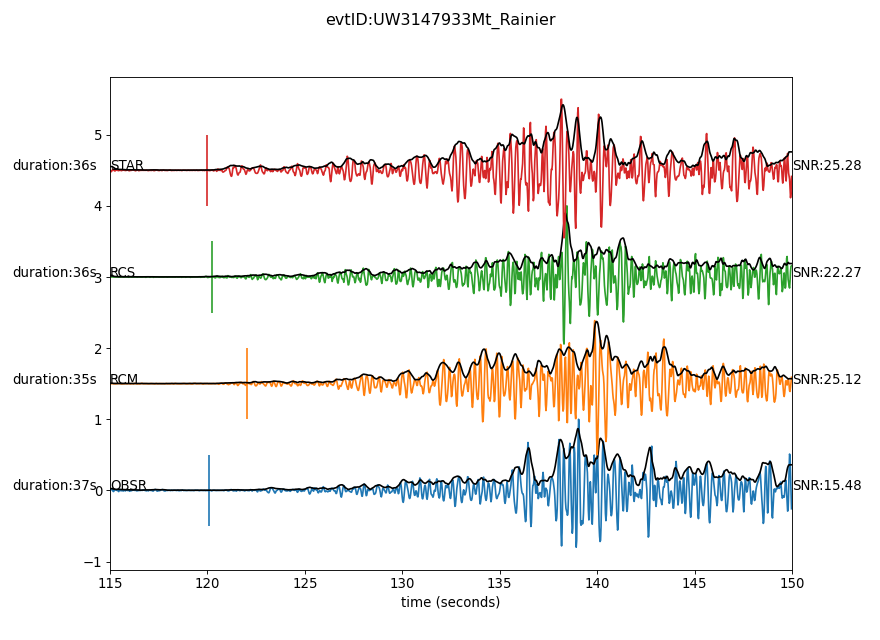 evtID:UW3147933Mt_Rainier
5
duration:36s STAR SNR:25.28
4
duration:36s RCS SNR:22.27
3
2
duration:35s RCM SNR:25.12
1
duration:37s OBSR SNR:15.48
0
−1
115 120 125 130 135 140 145 150
time (seconds)